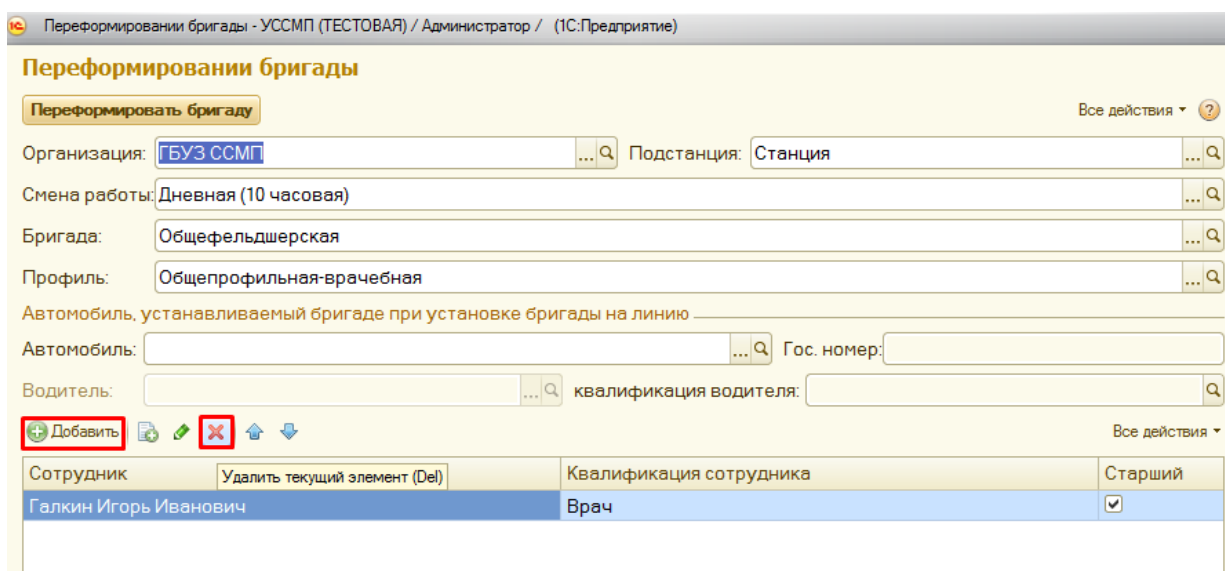 1С Переформировании бригады - УССМП (ТЕСТОВАЯ) / Администратор / (1С:Предприятие)
Переформировании бригады
Переформировать бригаду Все действия ?
Организация: ГБУЗ ССМП ... Подстанция: Станция ...
Смена работы: Дневная (10 часовая) ...
Бригада: Общефельдшерская ...
Профиль: Общепрофильная-врачебная ...
Автомобиль, устанавливаемый бригаде при установке бригады на линию
Автомобиль: ... Гос. номер:
Водитель: ... квалификация водителя:
Добавить Все действия
Сотрудник Удалить текущий элемент (Del) Квалификация сотрудника Старший
Галкин Игорь Иванович Врач